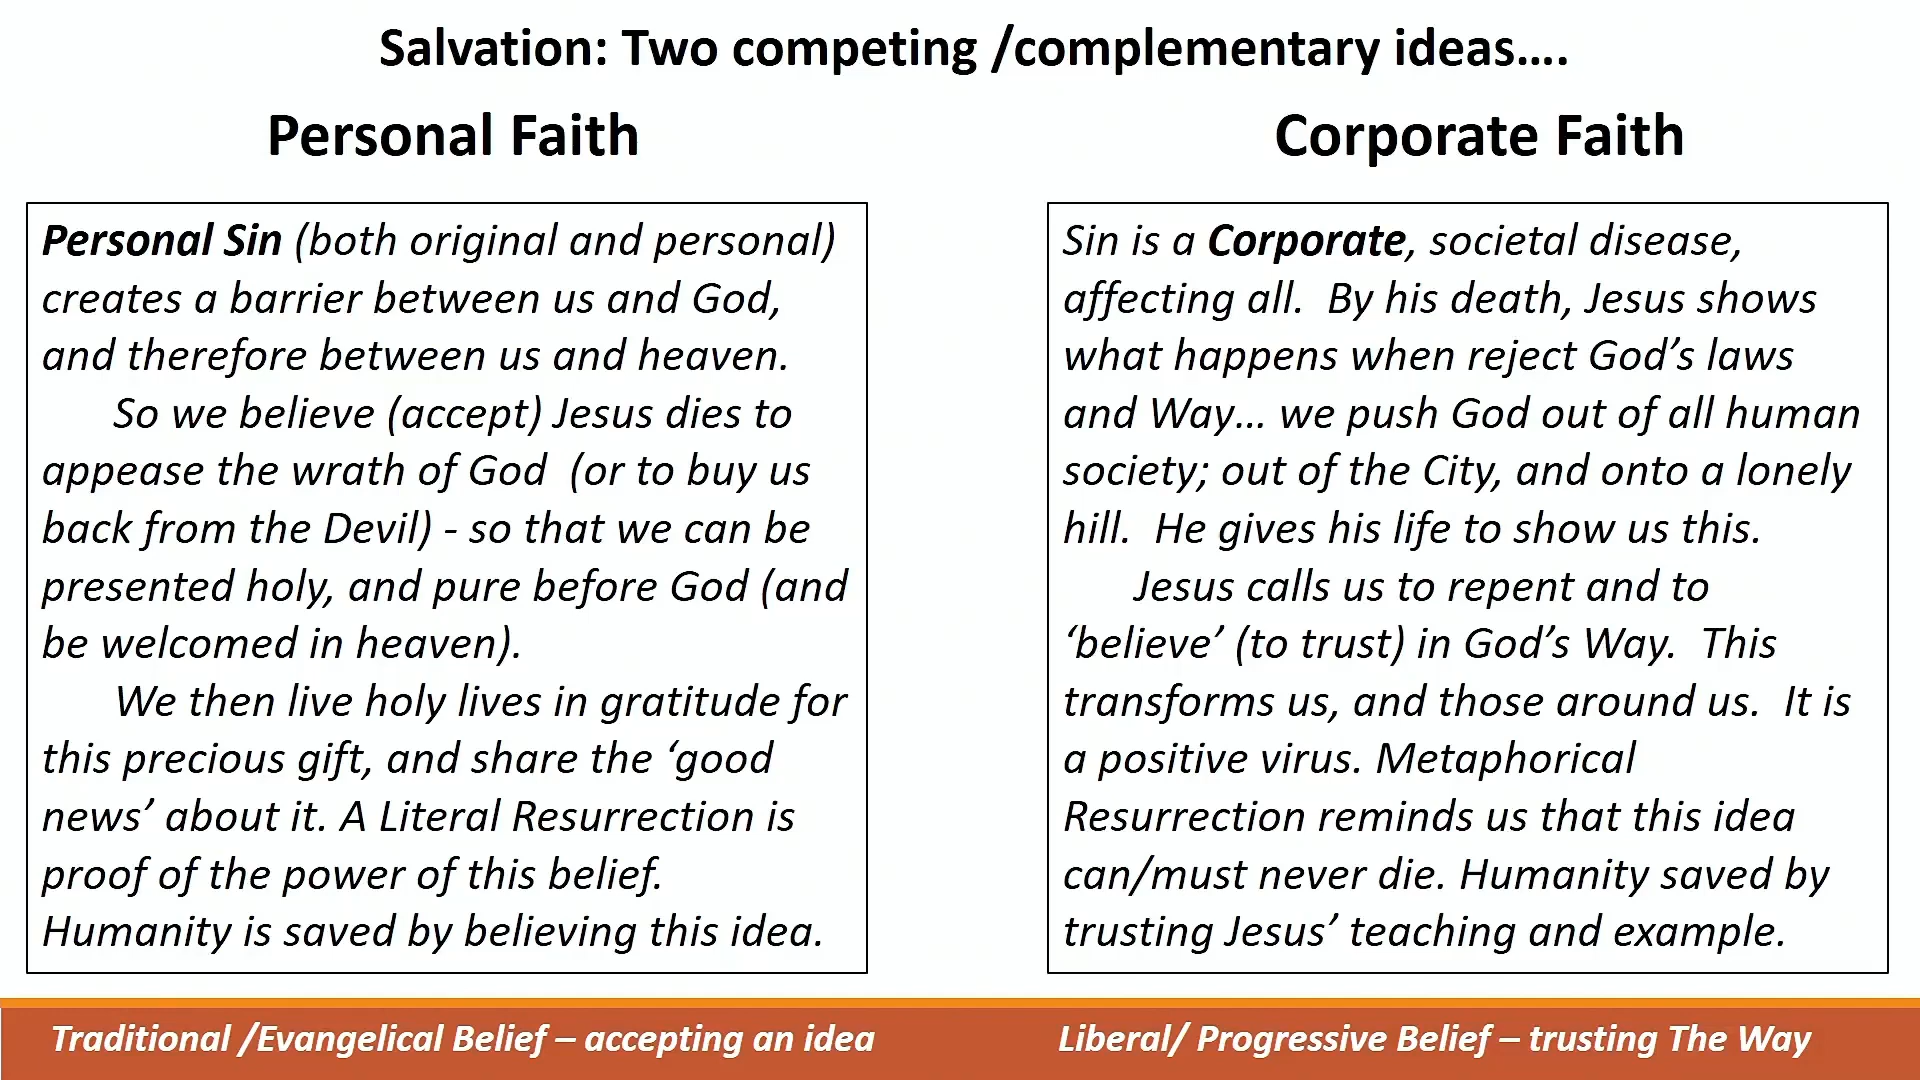 Salvation: Two competing /complementary ideas….
Personal Faith
Personal Sin (both original and personal)
creates a barrier between us and God,
and therefore between us and heaven.
So we believe (accept) Jesus dies to
appease the wrath of God  (or to buy us
back from the Devil) - so that we can be
presented holy, and pure before God (and
be welcomed in heaven).
We then live holy lives in gratitude for
this precious gift, and share the ‘good
news’ about it. A Literal Resurrection is
proof of the power of this belief.
Humanity is saved by believing this idea.
Traditional /Evangelical Belief – accepting an idea
Corporate Faith
Sin is a Corporate, societal disease,
affecting all.  By his death, Jesus shows
what happens when reject God’s laws
and Way… we push God out of all human
society; out of the City, and onto a lonely
hill.  He gives his life to show us this.
Jesus calls us to repent and to
‘believe’ (to trust) in God’s Way.  This
transforms us, and those around us.  It is
a positive virus. Metaphorical
Resurrection reminds us that this idea
can/must never die. Humanity saved by
trusting Jesus’ teaching and example.
Liberal/ Progressive Belief – trusting The Way